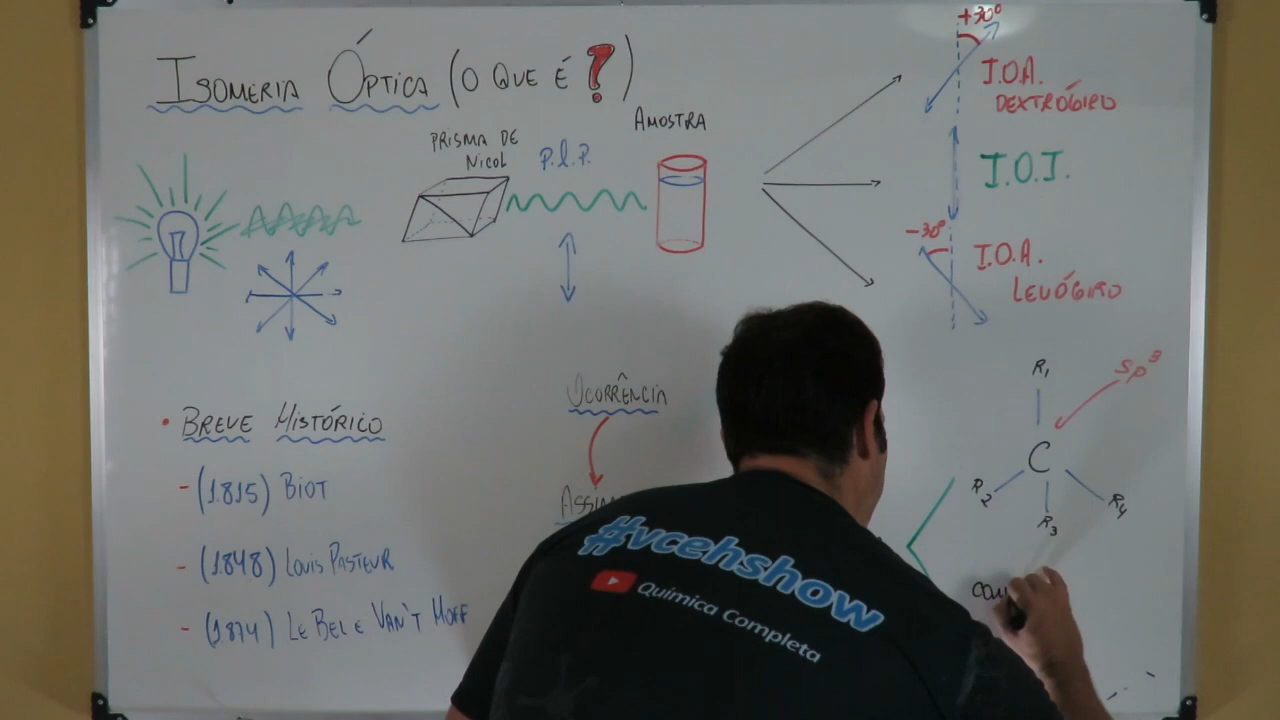 ISOMERIA ÓPTICA (O QUE É ?)
PRISMA DE
NICOL
P.l.P.
AMOSTRA
+30°
I.O.A.
DEXTRÓGIRO
I.O.I.
-30°
I.O.A.
LEVÓGIRO
• BREVE HISTÓRICO
- (1.815) BIOT
- (1.848) LOUIS PASTEUR
- (1.874) LE BEL E VAN'T HOFF
OCORRÊNCIA
R1
sp³
C
R2
R3
R4
#vcehshow
Química Completa